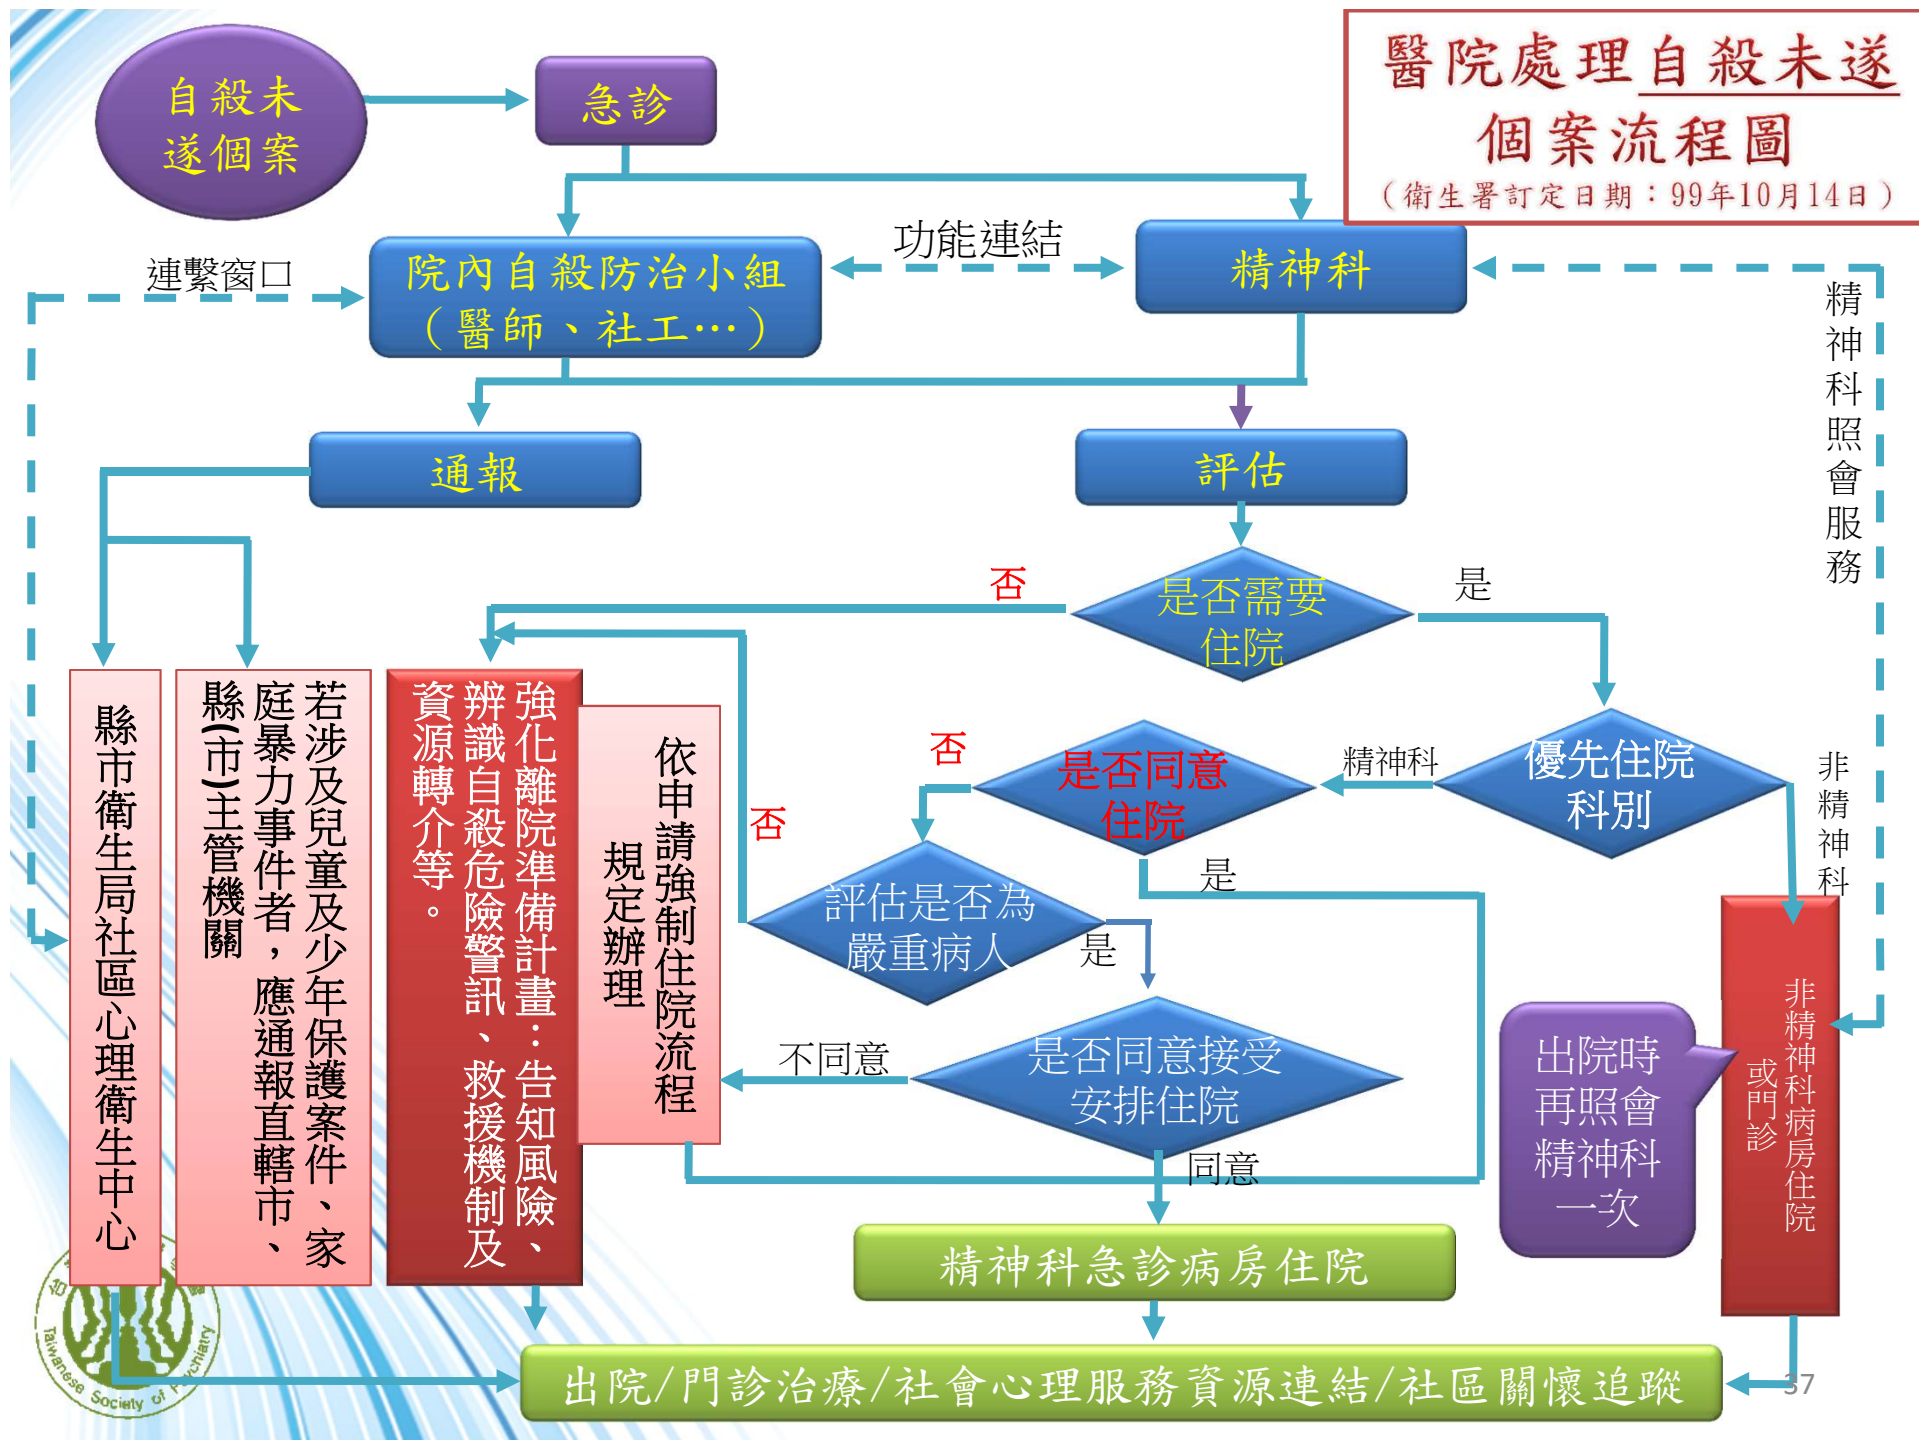 醫院處理自殺未遂
個案流程圖
（衛生署訂定日期：99年10月14日）
自殺未
遂個案
急診
功能連結
連繫窗口
院內自殺防治小組
（醫師、社工…）
精神科
精神科照會服務
通報
評估
否
是否需要
住院
是
縣市衛生局社區心理衛生中心
若涉及兒童及少年保護案件、家
庭暴力事件者，應通報直轄市、
縣(市)主管機關
強化離院準備計畫：告知風險、
辨識自殺危險警訊、救援機制及
資源轉介等。
依申請強制住院流程
規定辦理
否
是否同意
住院
精神科
優先住院
科別
非精神科
否
評估是否為
嚴重病人
是
是
不同意
是否同意接受
安排住院
同意
出院時
再照會
精神科
一次
非精神科病房住院
或門診
精神科急診病房住院
出院/門診治療/社會心理服務資源連結/社區關懷追蹤
Taiwanese Society of Psychiatry
37